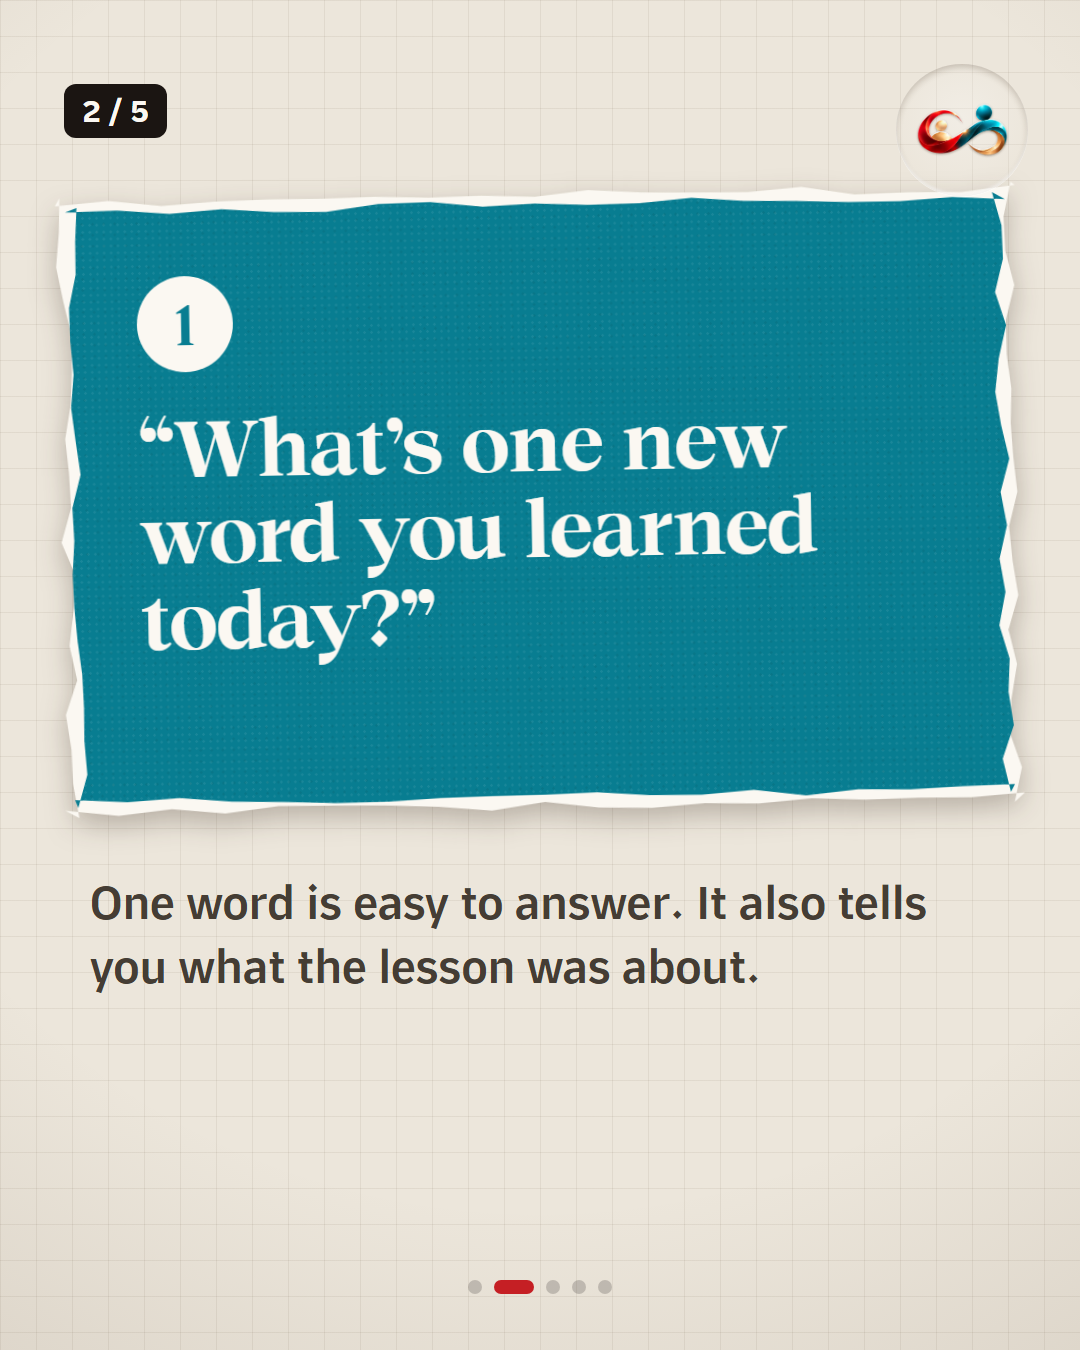 2 / 5
1
“What’s one new
word you learned
today?”
One word is easy to answer. It also tells
you what the lesson was about.